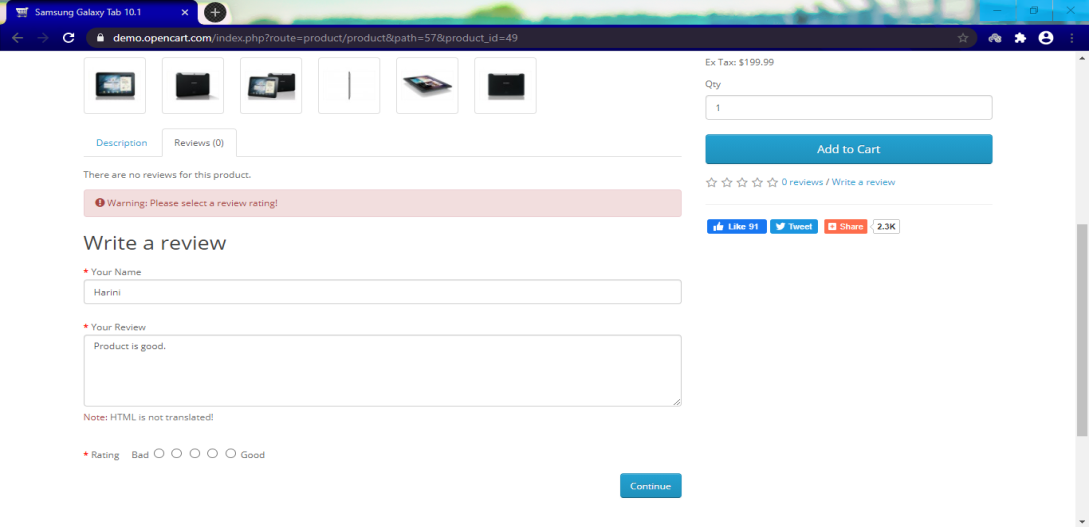 Samsung Galaxy Tab 10.1
demo.opencart.com/index.php?route=product/product&path=57&product_id=49
Ex Tax: $199.99
Qty
1
Add to Cart
0 reviews / Write a review
Like 91 Tweet Share 2.3K
Description Reviews (0)
There are no reviews for this product.
Warning: Please select a review rating!
Write a review
* Your Name
Harini
* Your Review
Product is good.
Note: HTML is not translated!
* Rating Bad Good
Continue